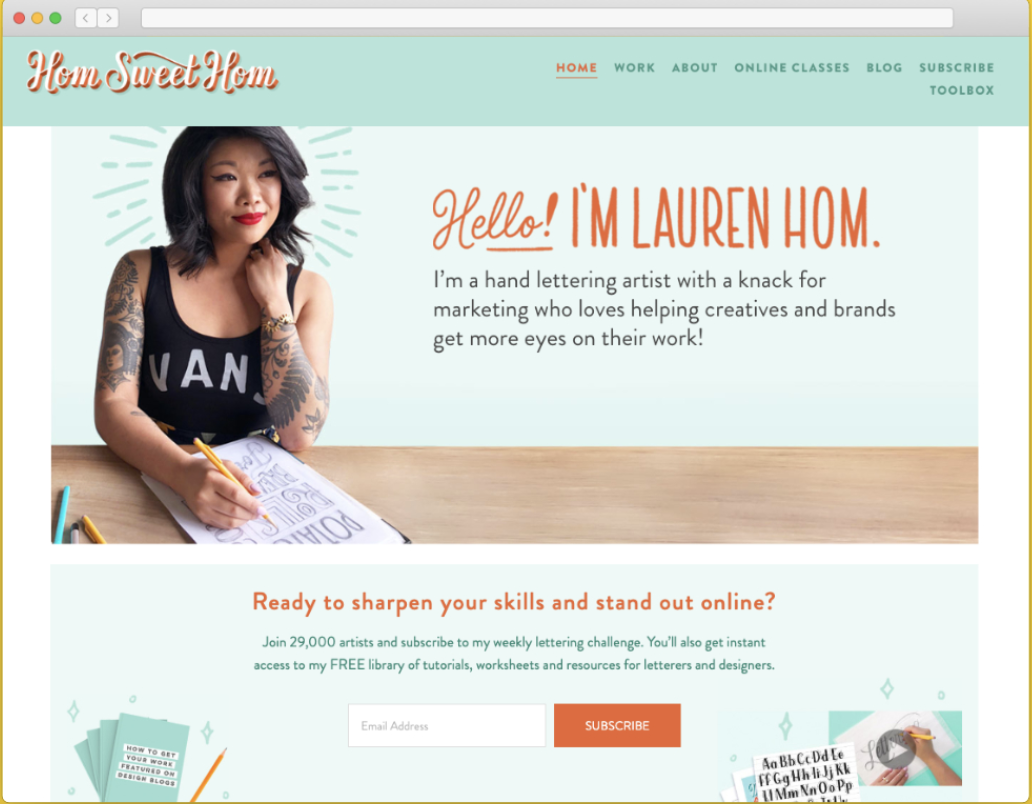 Hom Sweet Hom
HOME WORK ABOUT ONLINE CLASSES BLOG SUBSCRIBE
TOOLBOX
Hello! I'M LAUREN HOM.
I'm a hand lettering artist with a knack for
marketing who loves helping creatives and brands
get more eyes on their work!
VANS
POTATO
Ready to sharpen your skills and stand out online?
Join 29,000 artists and subscribe to my weekly lettering challenge. You'll also get instant
access to my FREE library of tutorials, worksheets and resources for letterers and designers.
Email Address
SUBSCRIBE
HOW TO GET
YOUR WORK
FEATURED ON
DESIGN BLOGS
Aa Bb Cc Dd Ee
Ff Gg Hh Ii Jj Kk
Ll Mm Nn Oo Pp